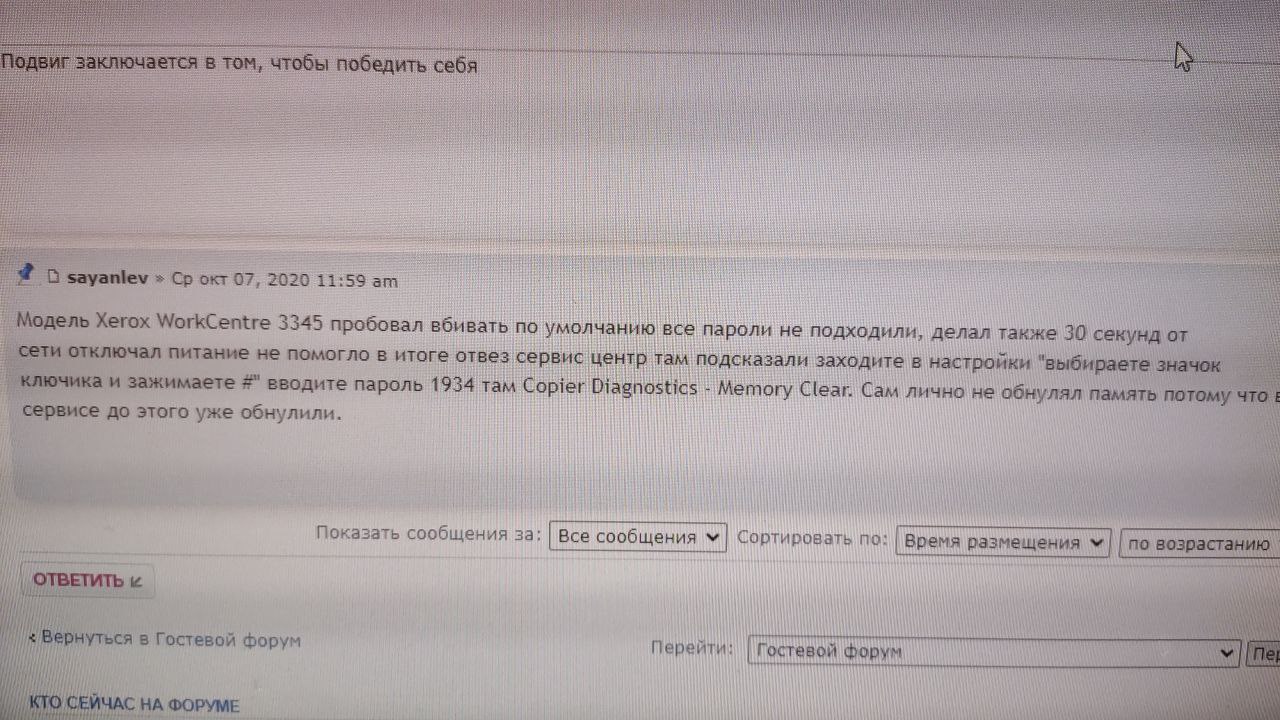 Подвиг заключается в том, чтобы победить себя
sayanlev » Ср окт 07, 2020 11:59 am
Модель Xerox WorkCentre 3345 пробовал вбивать по умолчанию все пароли не подходили, делал также 30 секунд от
сети отключал питание не помогло в итоге отвез сервис центр там подсказали заходите в настройки "выбираете значок
ключика и зажимаете #" вводите пароль 1934 там Copier Diagnostics - Memory Clear. Сам лично не обнулял память потому что в
сервисе до этого уже обнулили.
Показать сообщения за: Все сообщения Сортировать по: Время размещения по возрастанию
ОТВЕТИТЬ
Вернуться в Гостевой форум Перейти: Гостевой форум
КТО СЕЙЧАС НА ФОРУМЕ